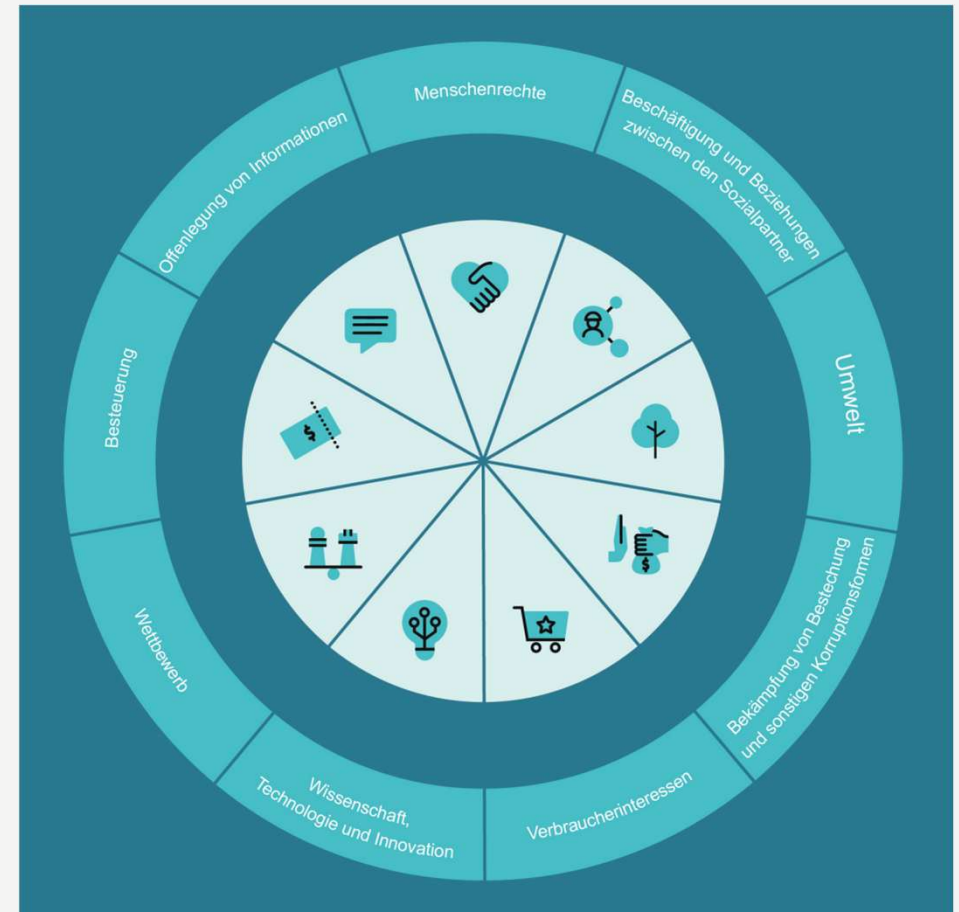 Menschenrechte
Beschäftigung und Beziehungen
zwischen den Sozialpartner
Umwelt
Bekämpfung von Bestechung
und sonstigen Korruptionsformen
Verbraucherinteressen
Wissenschaft,
Technologie und Innovation
Wettbewerb
Besteuerung
Offenlegung von Informationen
$
$